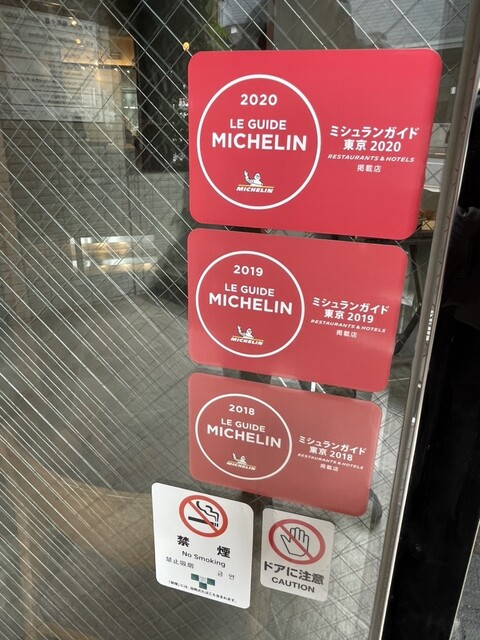 2020
LE GUIDE
MICHELIN
MICHELIN
ミシュランガイド
東京 2020
RESTAURANTS & HOTELS
掲載店
2019
LE GUIDE
MICHELIN
MICHELIN
ミシュランガイド
東京 2019
RESTAURANTS & HOTELS
掲載店
2018
LE GUIDE
MICHELIN
MICHELIN
ミシュランガイド
東京 2018
RESTAURANTS & HOTELS
掲載店
禁煙
No Smoking
禁止吸烟 금연
ドアに注意
CAUTION